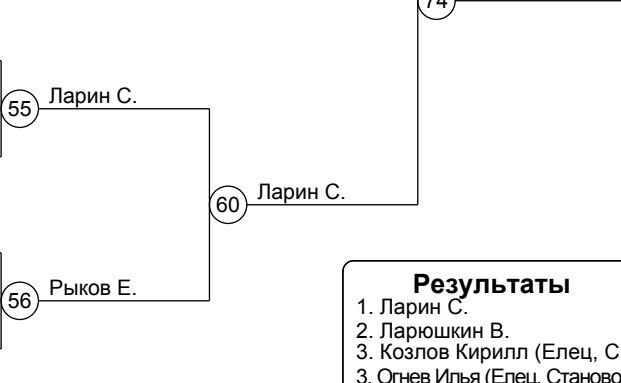 74
55 Ларин С.
60 Ларин С.
56 Рыков Е.
Результаты
1. Ларин С.
2. Ларюшкин В.
3. Козлов Кирилл (Елец, С
3. Огнев Илья (Елец, Станово